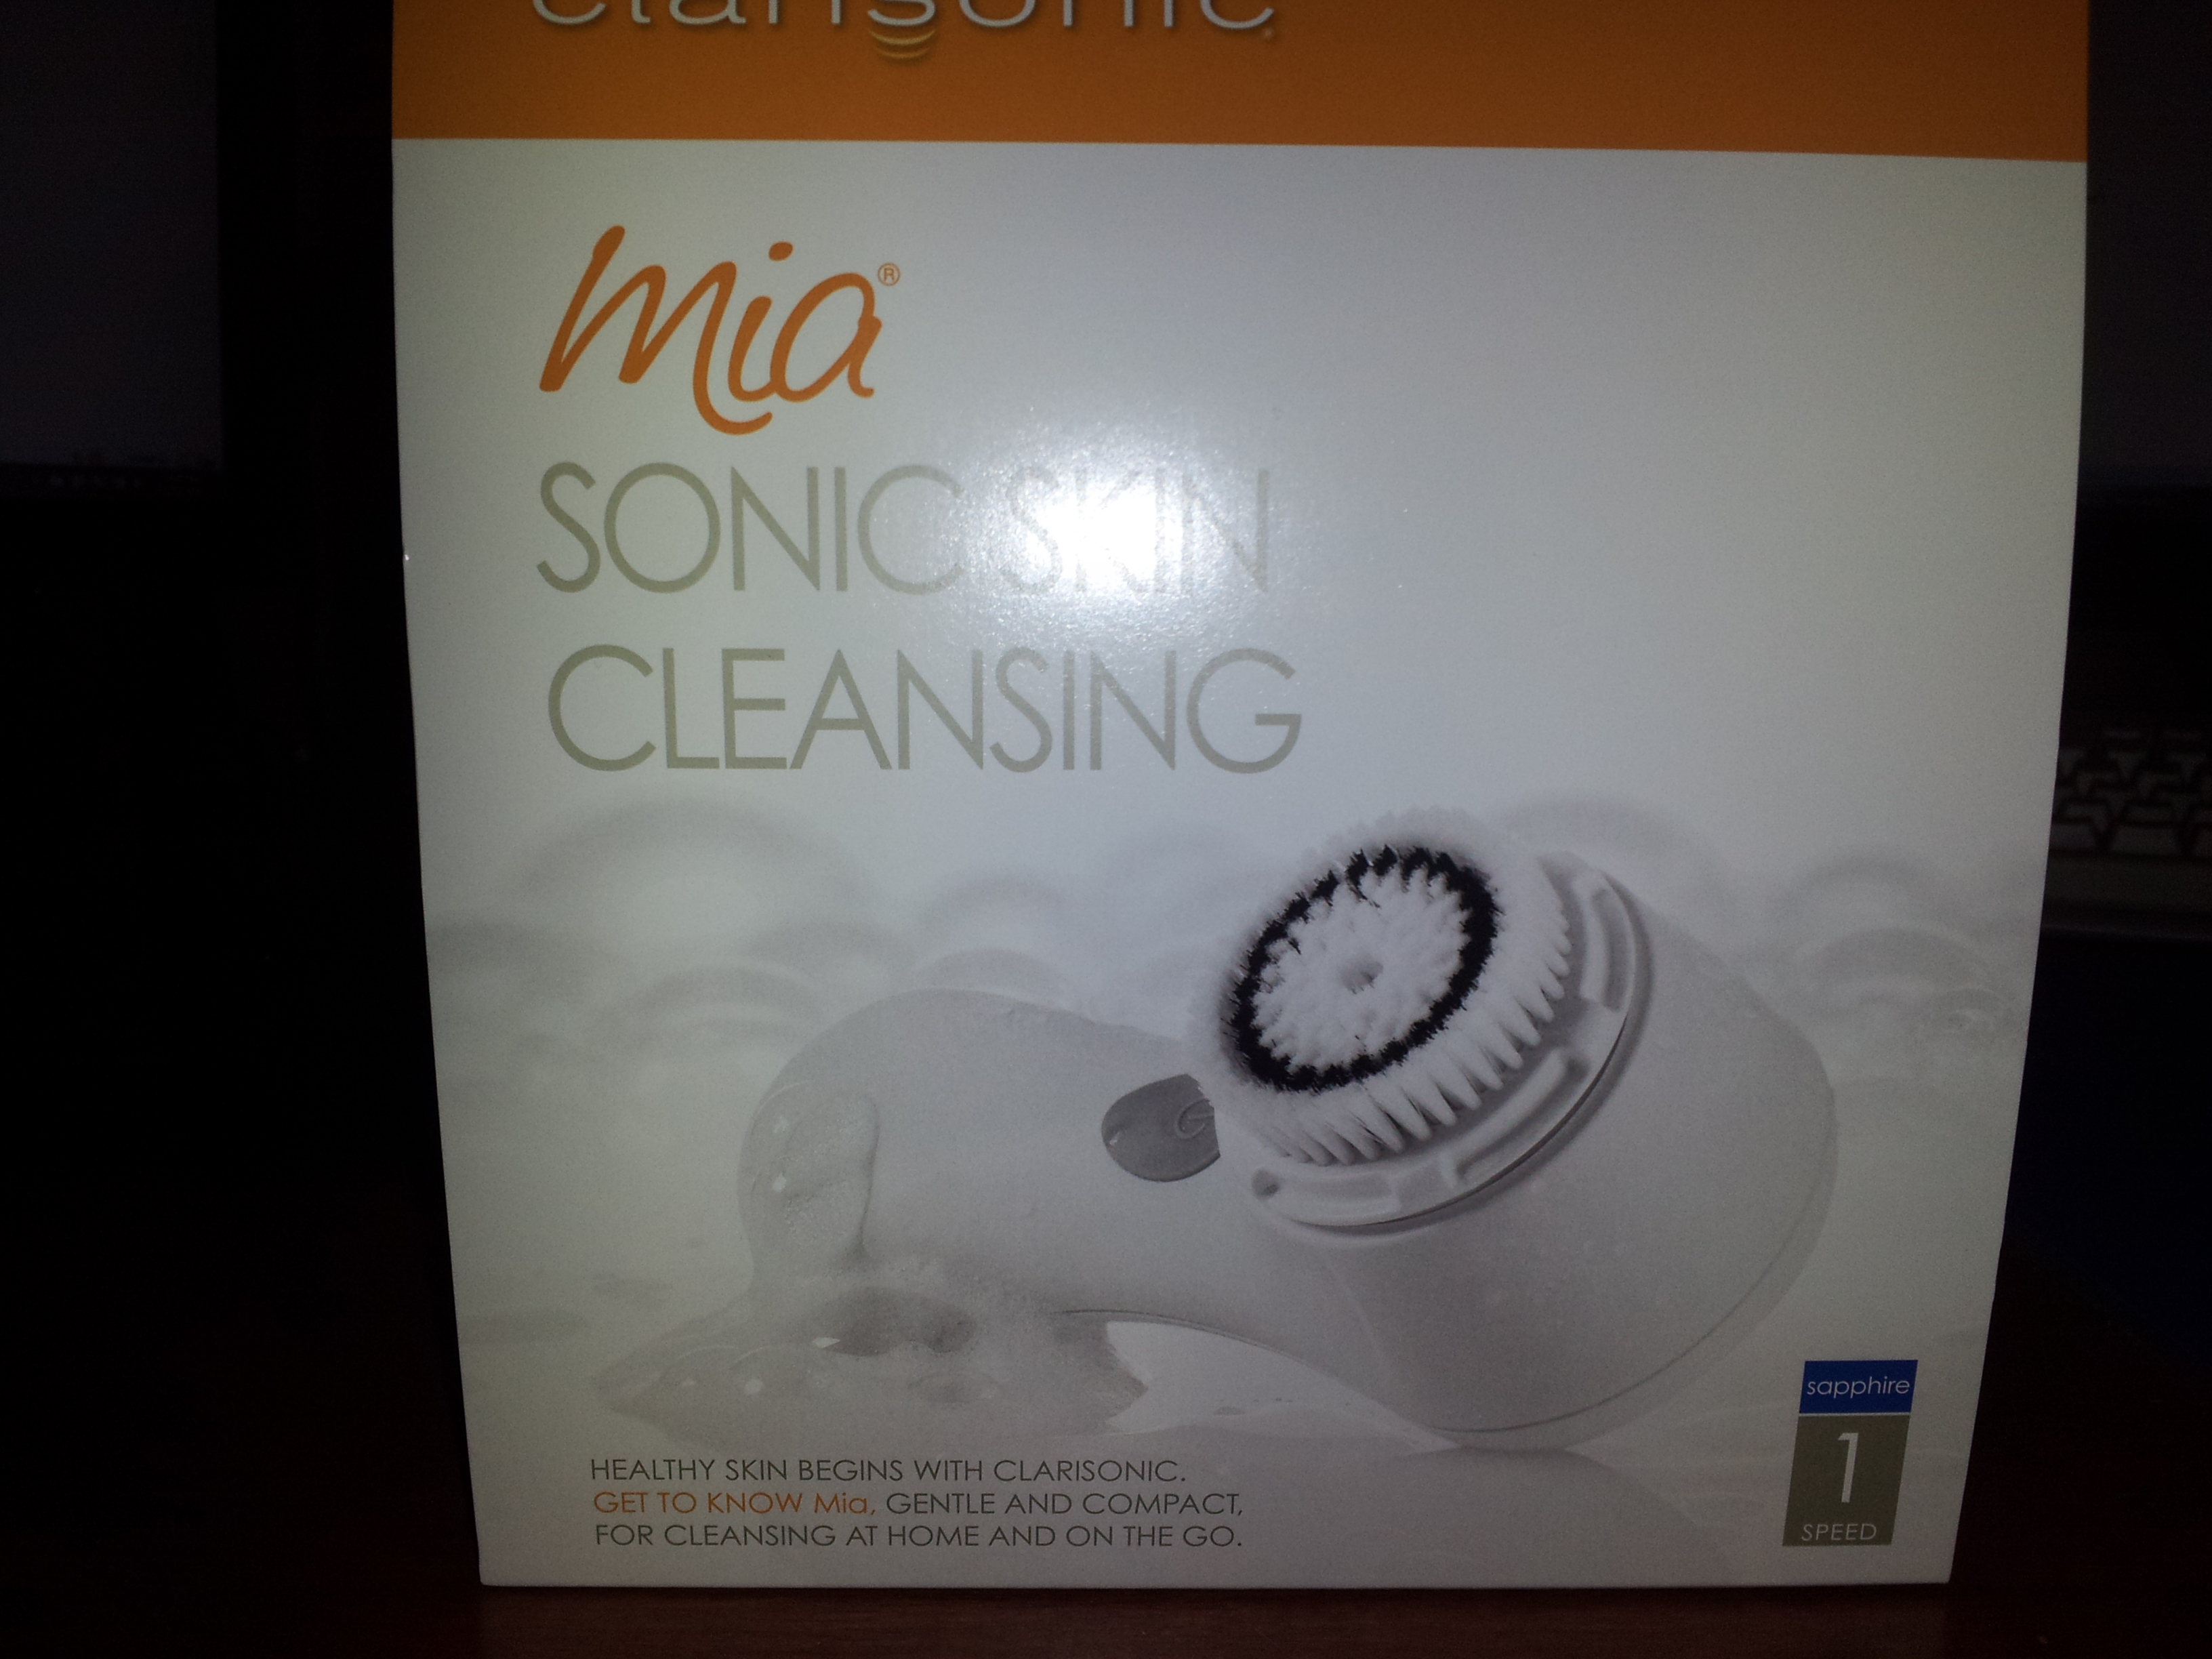 clarisonic
mia®
SONIC SKIN
CLEANSING
sapphire
1
SPEED
HEALTHY SKIN BEGINS WITH CLARISONIC.
GET TO KNOW Mia, GENTLE AND COMPACT,
FOR CLEANSING AT HOME AND ON THE GO.